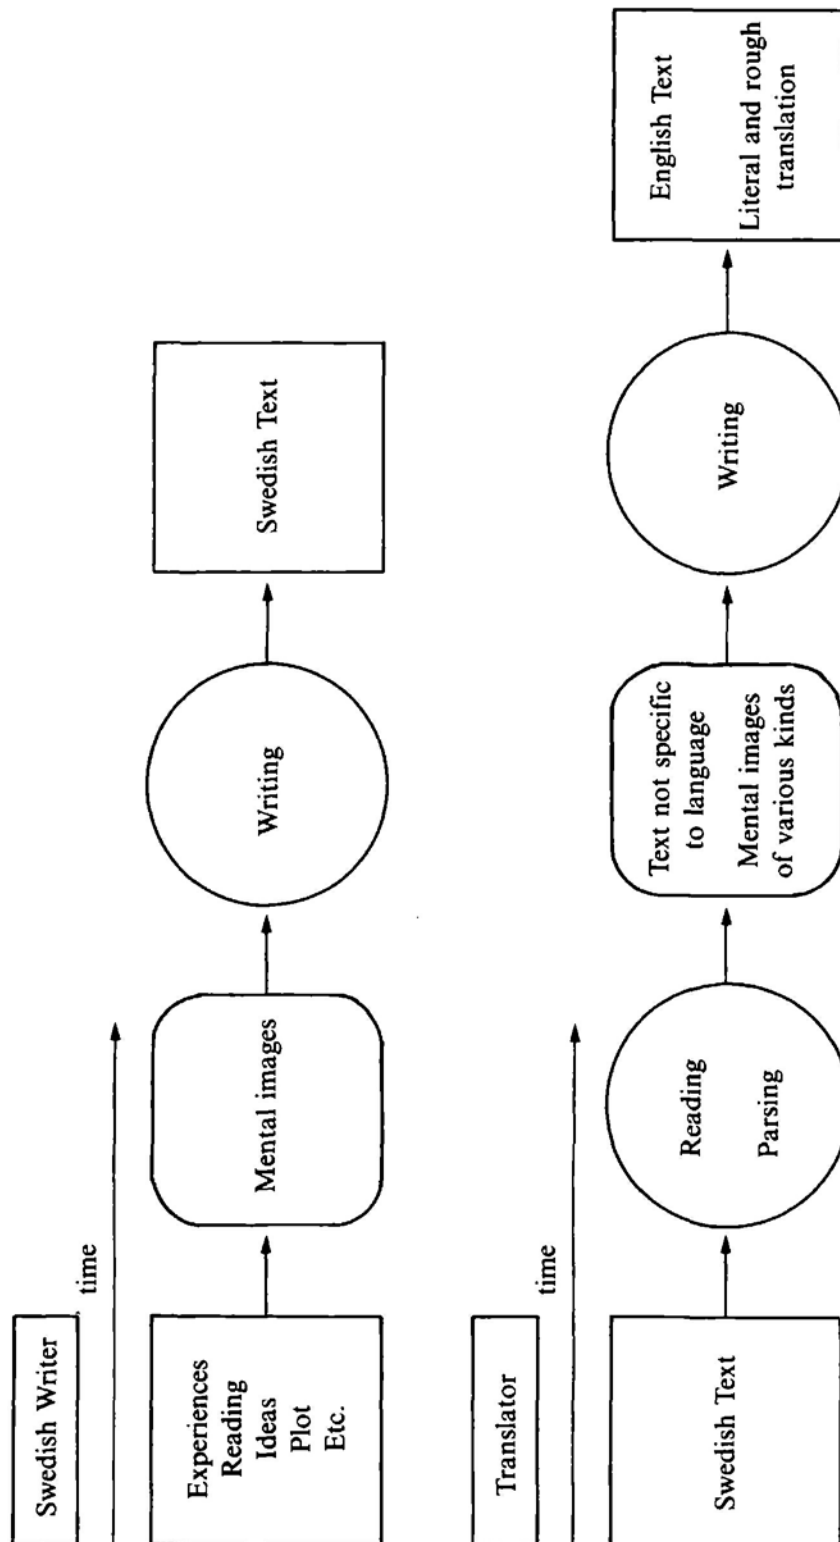 Swedish Writer
time
Experiences
Reading
Ideas
Plot
Etc.
Mental images
Writing
Swedish Text
Translator
time
Swedish Text
Reading
Parsing
Text not specific
to language
Mental images
of various kinds
Writing
English Text
Literal and rough
translation